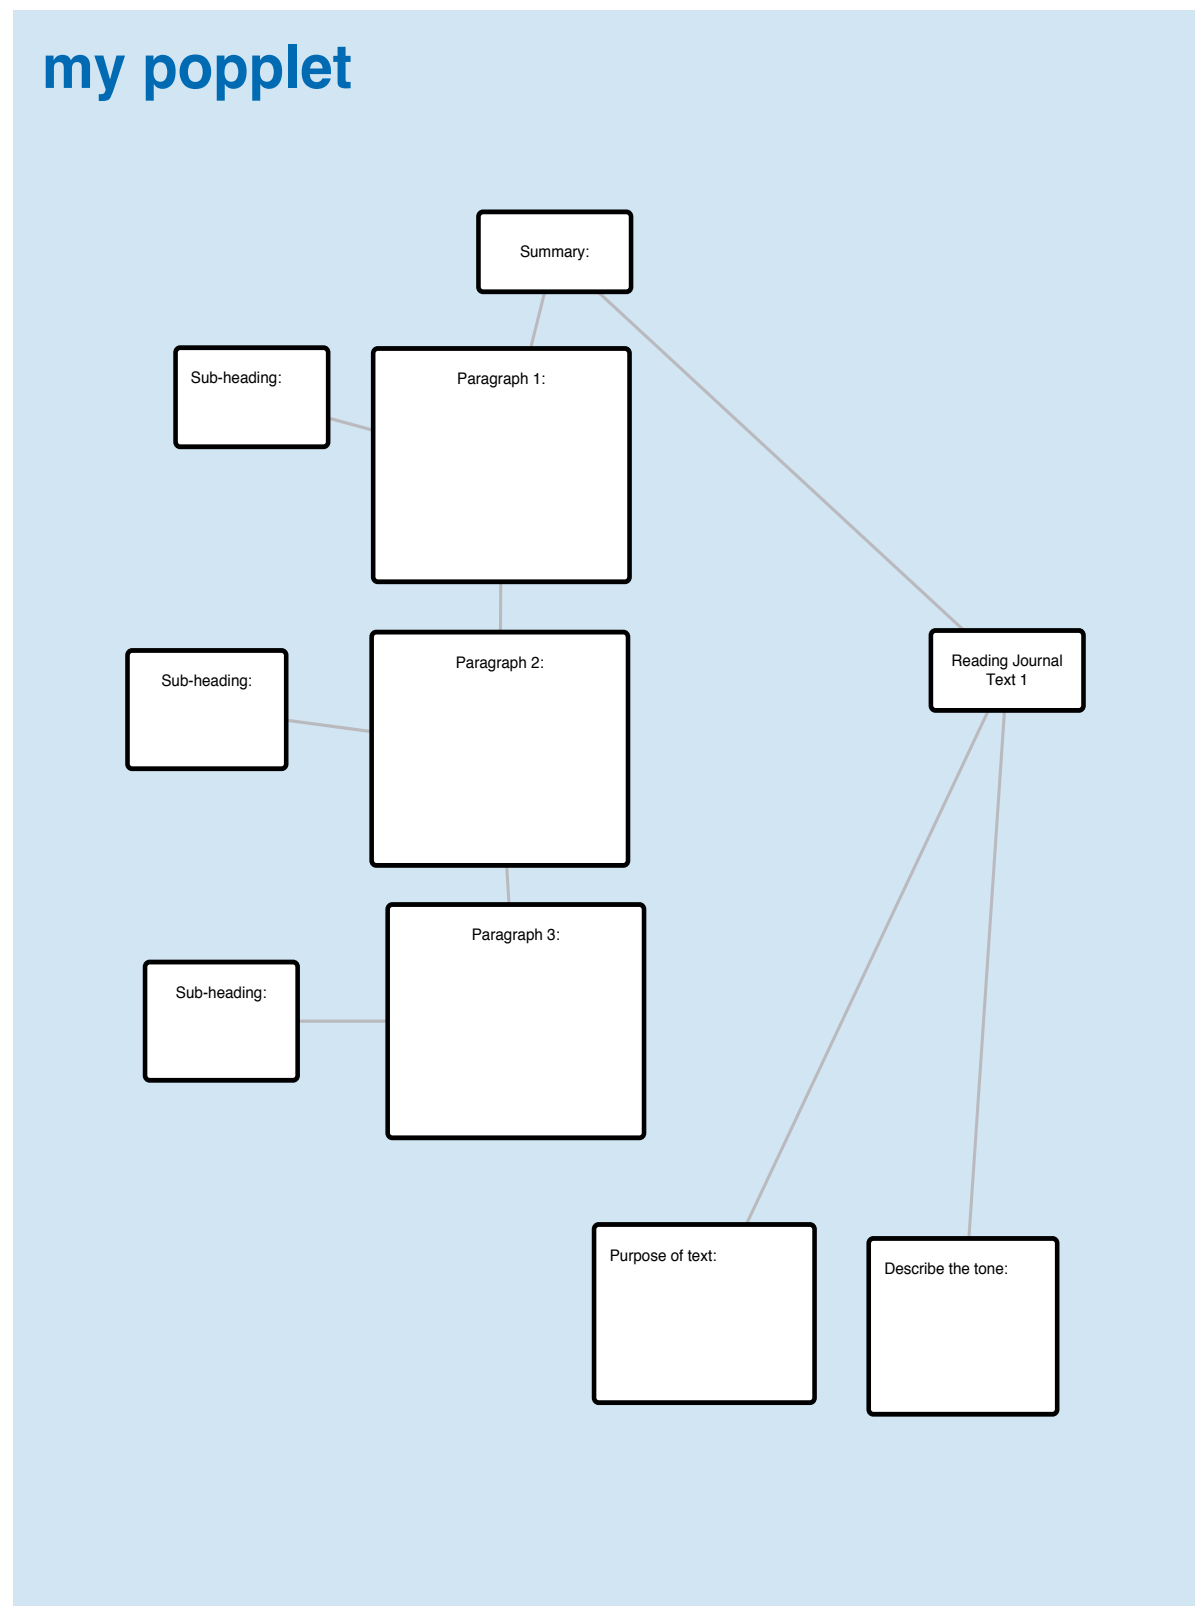 my popplet
Summary:
Sub-heading:
Paragraph 1:
Sub-heading:
Paragraph 2:
Reading Journal
Text 1
Sub-heading:
Paragraph 3:
Purpose of text:
Describe the tone: